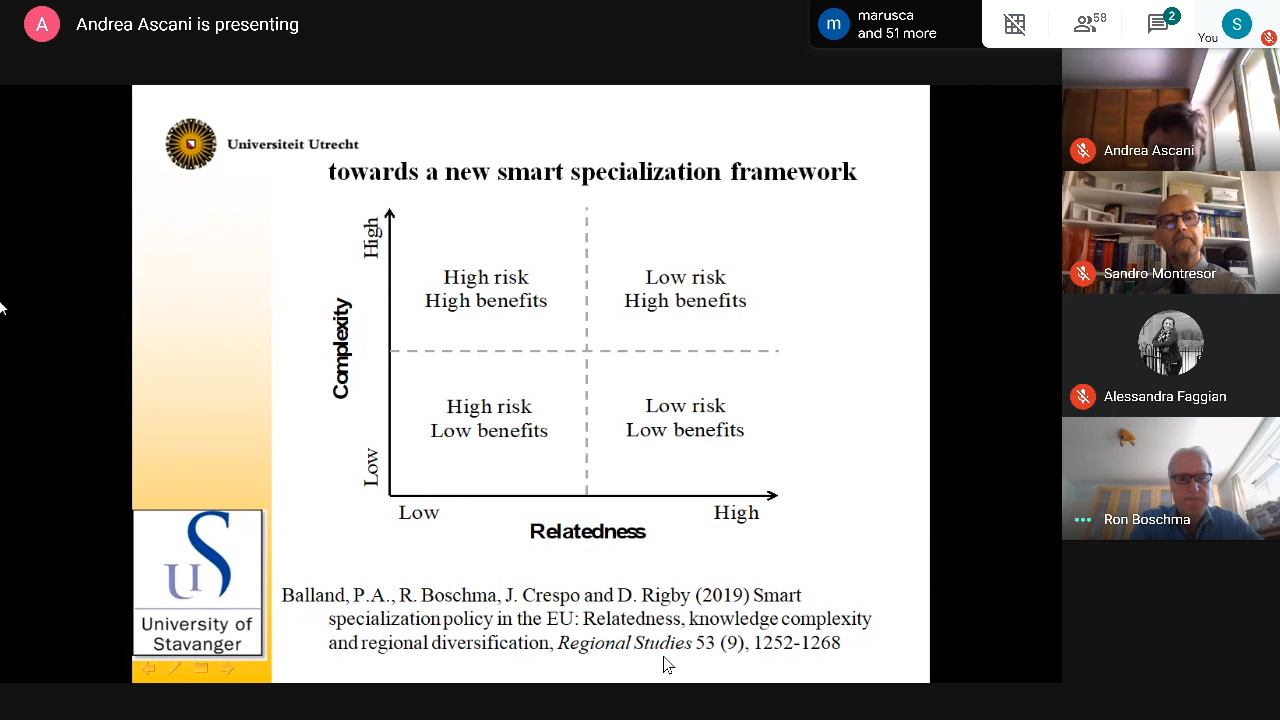 A
Andrea Ascani is presenting
m
marusca
and 51 more
58
2
You
S
Andrea Ascani
Sandro Montresor
Alessandra Faggian
Ron Boschma
Universiteit Utrecht
towards a new smart specialization framework
High
Complexity
Low
High risk
High benefits
Low risk
High benefits
High risk
Low benefits
Low risk
Low benefits
Low
High
Relatedness
US
University of
Stavanger
Balland, P.A., R. Boschma, J. Crespo and D. Rigby (2019) Smart
specialization policy in the EU: Relatedness, knowledge complexity
and regional diversification, Regional Studies 53 (9), 1252-1268